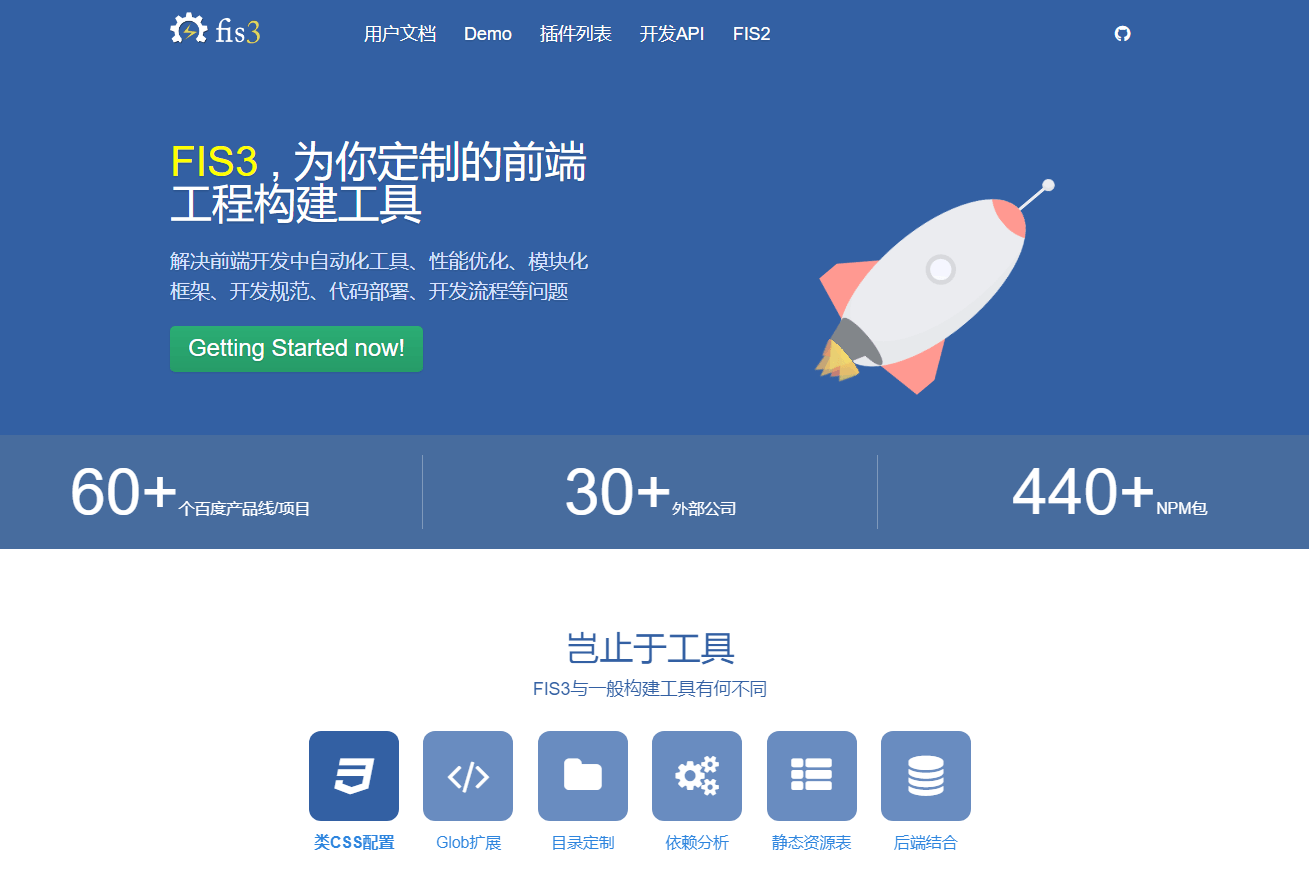 fis3
用户文档 Demo 插件列表 开发API FIS2
FIS3 , 为你定制的前端
工程构建工具
解决前端开发中自动化工具、性能优化、模块化
框架、开发规范、代码部署、开发流程等问题
Getting Started now!
60+个百度产品线/项目
30+外部公司
440+NPM包
岂止于工具
FIS3与一般构建工具有何不同
类CSS配置 Glob扩展 目录定制 依赖分析 静态资源表 后端结合